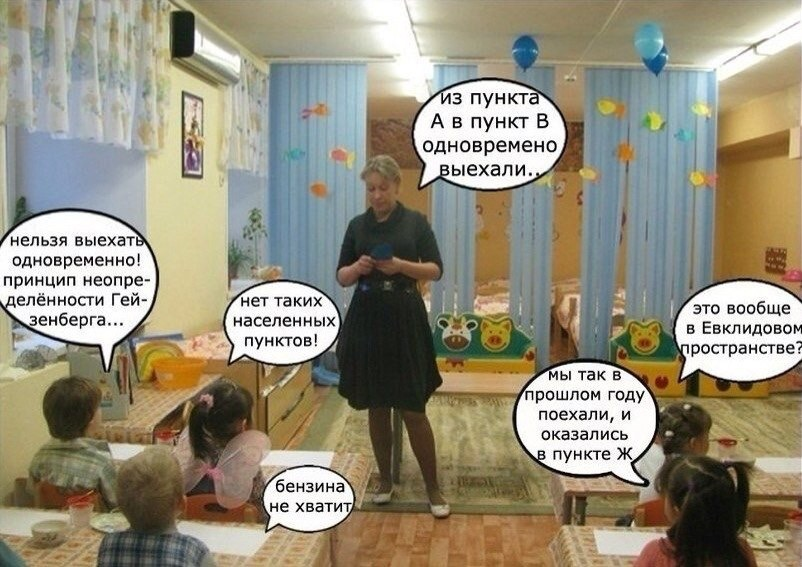 из пункта
А в пункт В
одновремено
выехали..
нельзя выехать
одновременно!
принцип неопре-
делённости Гей-
зенберга...
нет таких
населенных
пунктов!
это вообще
в Евклидовом
пространстве?
мы так в
прошлом году
поехали, и
оказались
в пункте Ж
бензина
не хватит